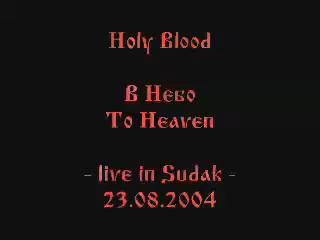 Holy Blood
В Небо
To Heaven
- live in Sudak -
23.08.2004